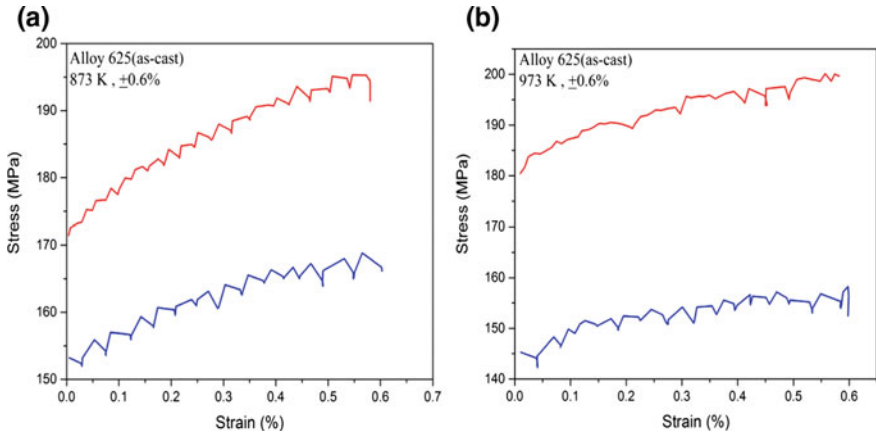 (a)
Alloy 625(as-cast)
873 K , ±0.6%
200
190
180
170
160
150
Stress (MPa)
0.0 0.1 0.2 0.3 0.4 0.5 0.6 0.7
Strain (%)
(b)
Alloy 625(as-cast)
973 K , ±0.6%
200
190
180
170
160
150
140
Stress (MPa)
0.0 0.1 0.2 0.3 0.4 0.5 0.6
Strain (%)